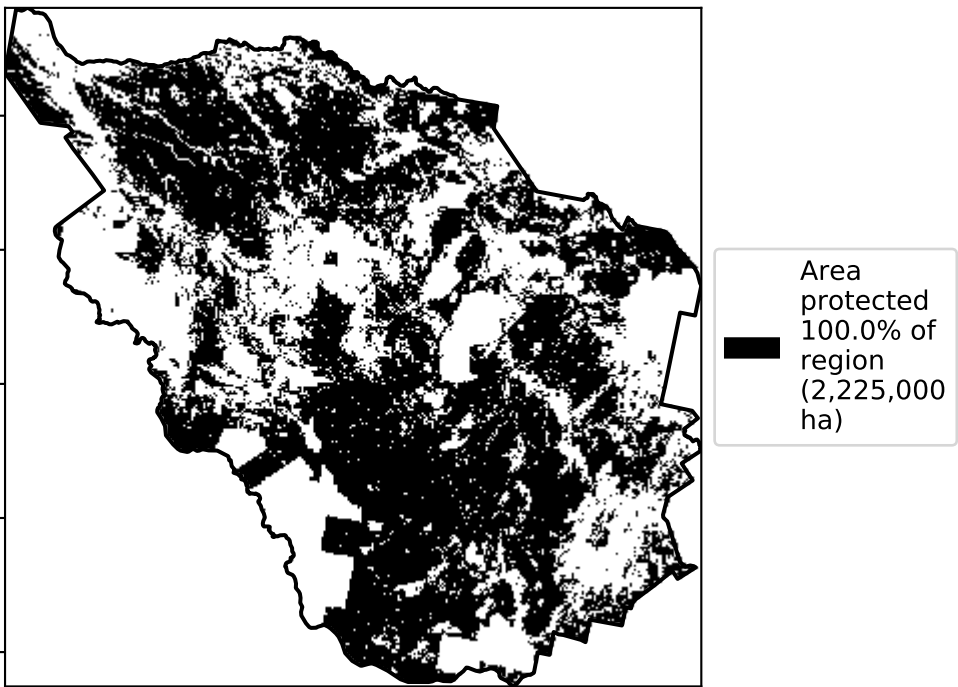 Area
protected
100.0% of
region
(2,225,000
ha)